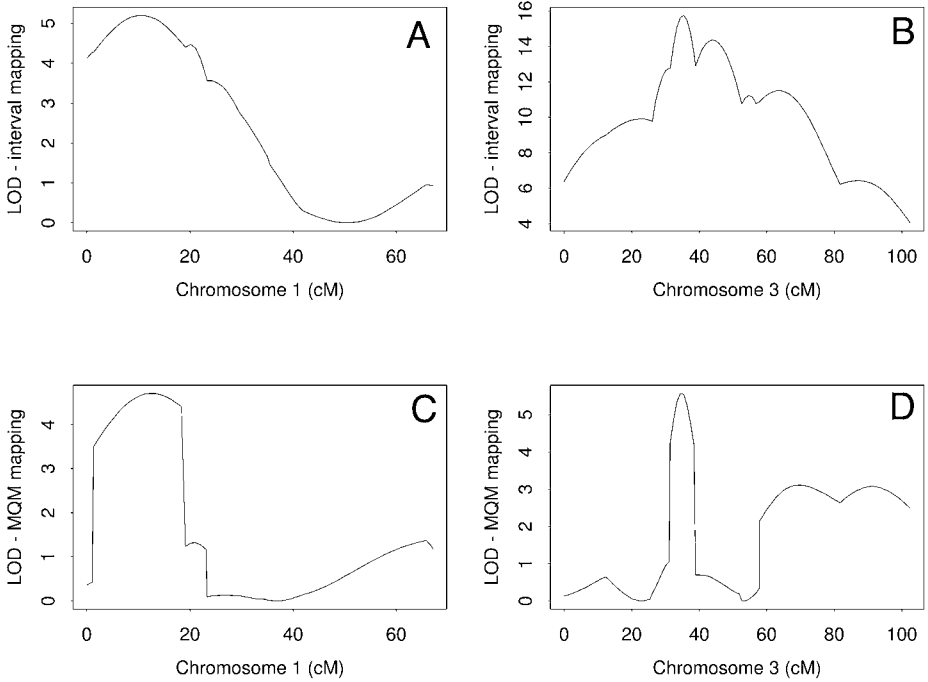 A
LOD - interval mapping
0 1 2 3 4 5
0 20 40 60
Chromosome 1 (cM)
B
LOD - interval mapping
4 6 8 10 12 14 16
0 20 40 60 80 100
Chromosome 3 (cM)
C
LOD - MQM mapping
0 1 2 3 4
0 20 40 60
Chromosome 1 (cM)
D
LOD - MQM mapping
0 1 2 3 4 5
0 20 40 60 80 100
Chromosome 3 (cM)